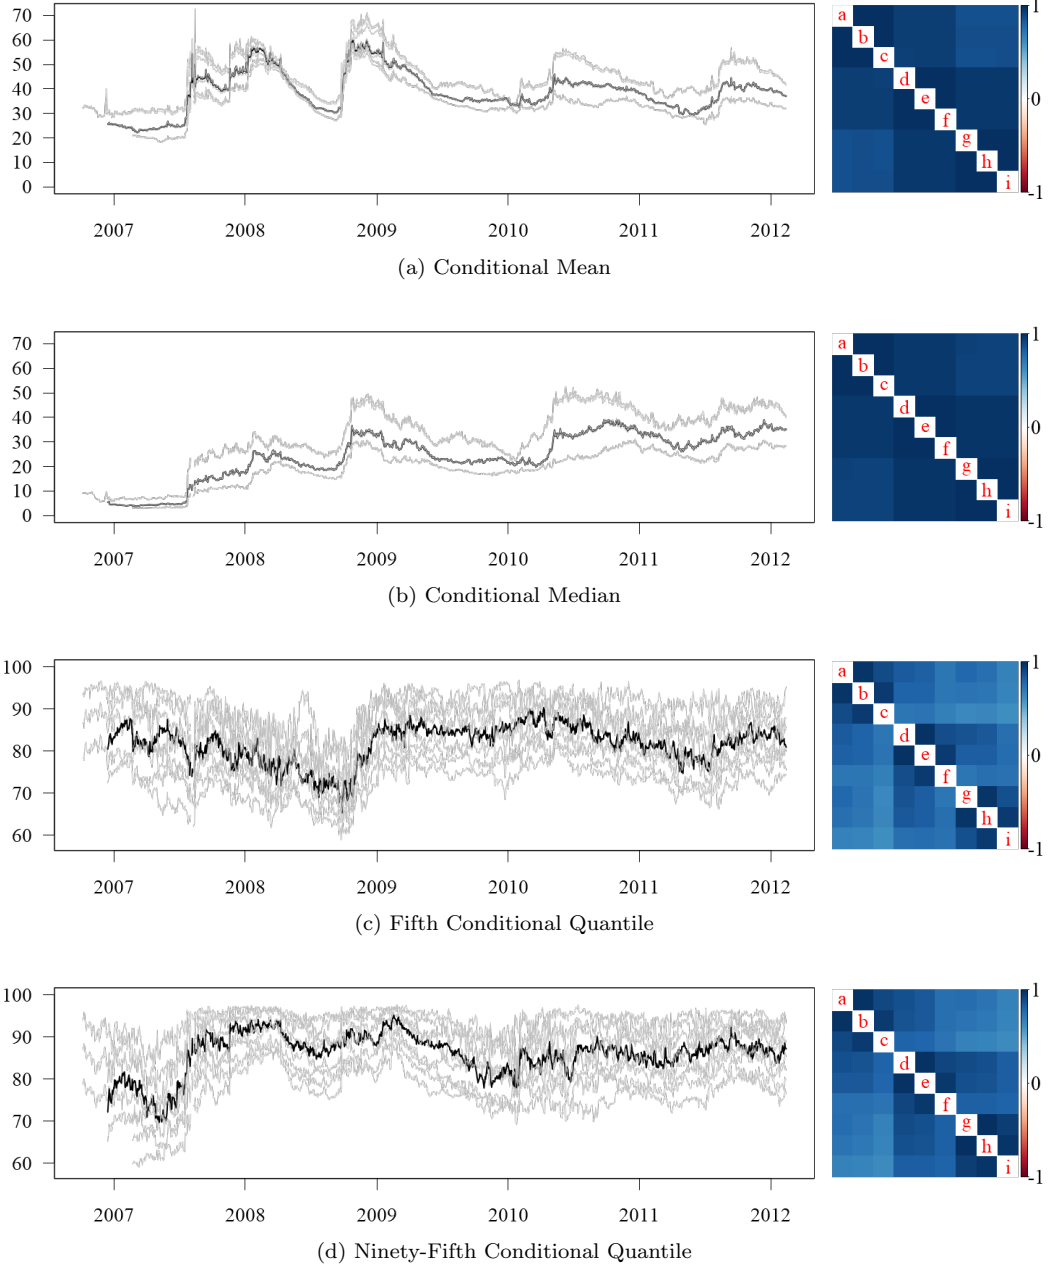 70
60
50
40
30
20
10
0
2007 2008 2009 2010 2011 2012
a
b
c
d
e
f
g
h
i
1
0
-1
(a) Conditional Mean
70
60
50
40
30
20
10
0
2007 2008 2009 2010 2011 2012
a
b
c
d
e
f
g
h
i
1
0
-1
(b) Conditional Median
100
90
80
70
60
2007 2008 2009 2010 2011 2012
a
b
c
d
e
f
g
h
i
1
0
-1
(c) Fifth Conditional Quantile
100
90
80
70
60
2007 2008 2009 2010 2011 2012
a
b
c
d
e
f
g
h
i
1
0
-1
(d) Ninety-Fifth Conditional Quantile